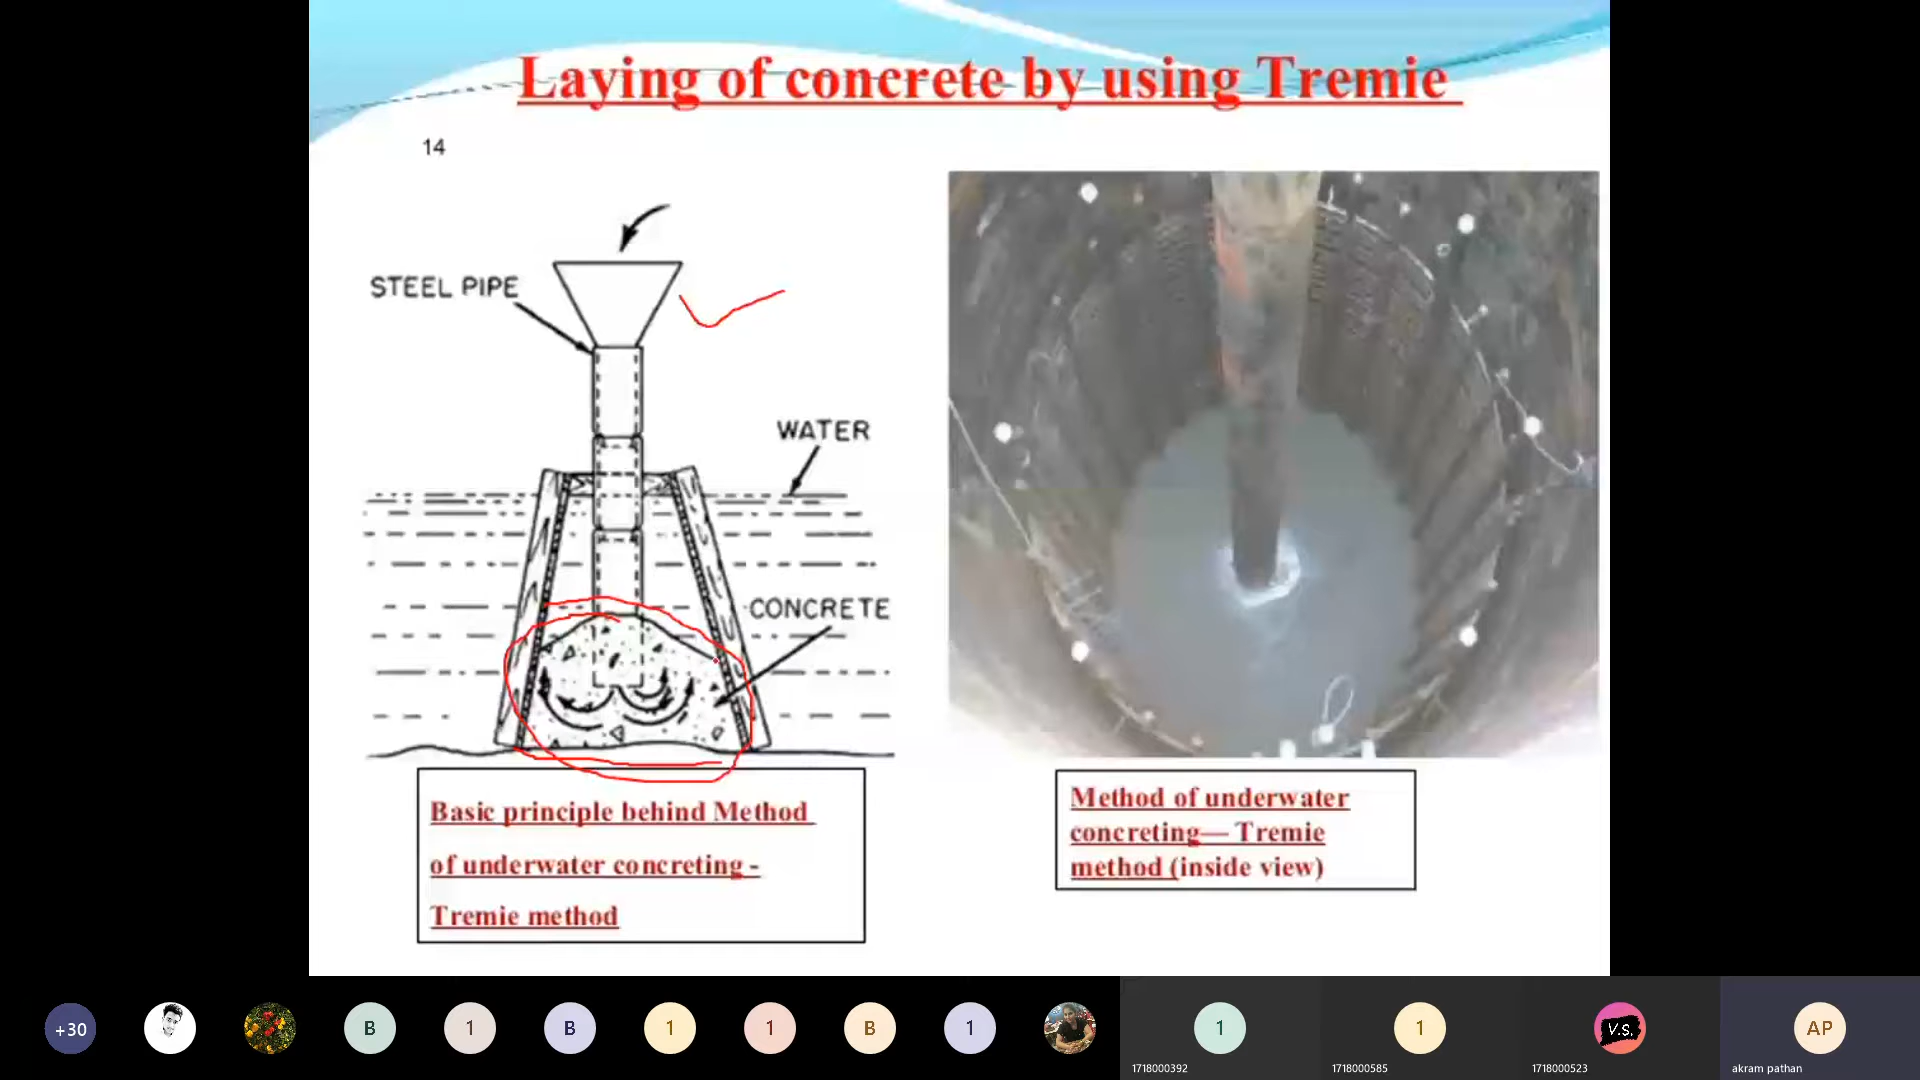 Laying of concrete by using Tremie
14
STEEL PIPE
WATER
CONCRETE
Basic principle behind Method
of underwater concreting -
Tremie method
Method of underwater
concreting— Tremie
method (inside view)
+30
B
1
B
1
1
B
1
1
1
V.S.
AP
1718000392
1718000585
1718000523
akram pathan